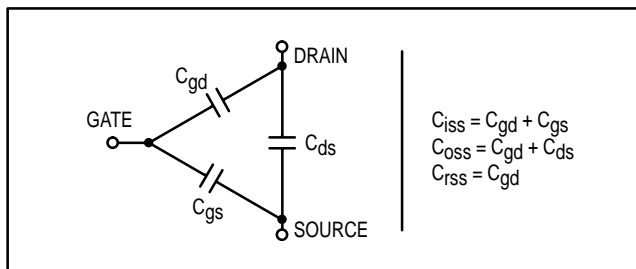 DRAIN
Cgd
GATE
Cds
Cgs
SOURCE
Ciss = Cgd + Cgs
Coss = Cgd + Cds
Crss = Cgd